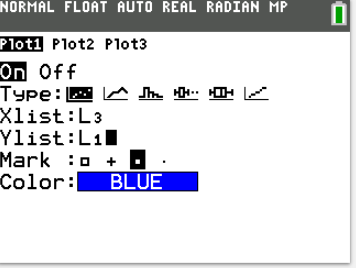 NORMAL FLOAT AUTO REAL RADIAN MP
Plot1 Plot2 Plot3
On Off
Type:
Xlist:L₃
Ylist:L₁
Mark : + ·
Color: BLUE